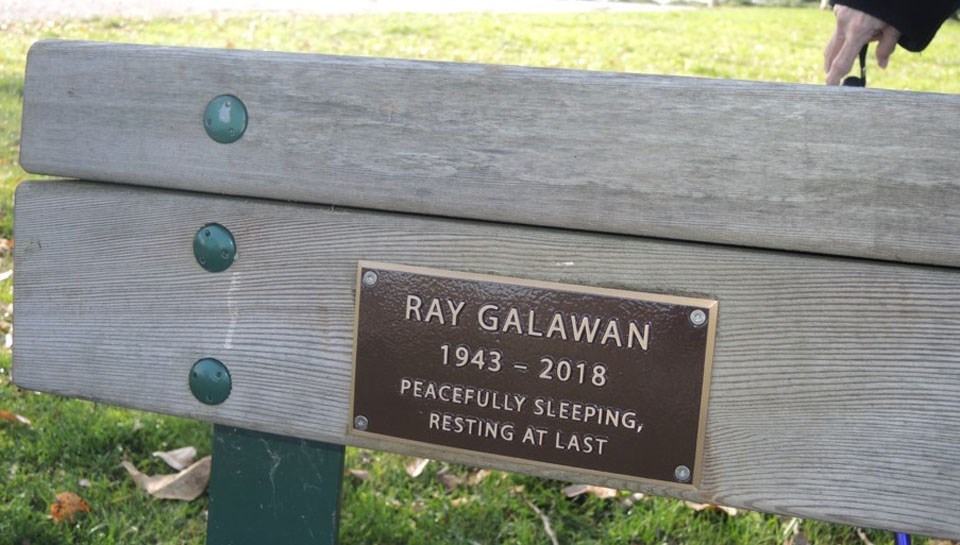 RAY GALAWAN
1943 – 2018
PEACEFULLY SLEEPING,
RESTING AT LAST